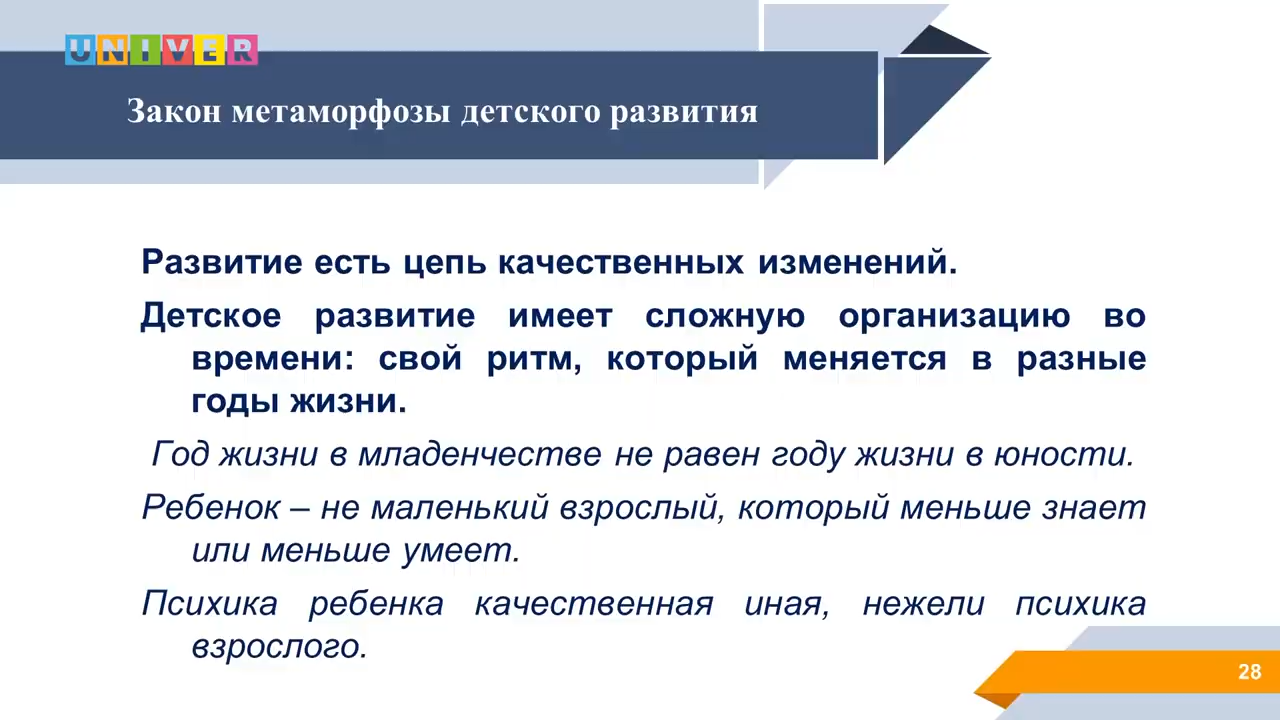 UNIVER
Закон метаморфозы детского развития
Развитие есть цепь качественных изменений.
Детское развитие имеет сложную организацию во
времени: свой ритм, который меняется в разные
годы жизни.
Год жизни в младенчестве не равен году жизни в юности.
Ребенок – не маленький взрослый, который меньше знает
или меньше умеет.
Психика ребенка качественная иная, нежели психика
взрослого.
28